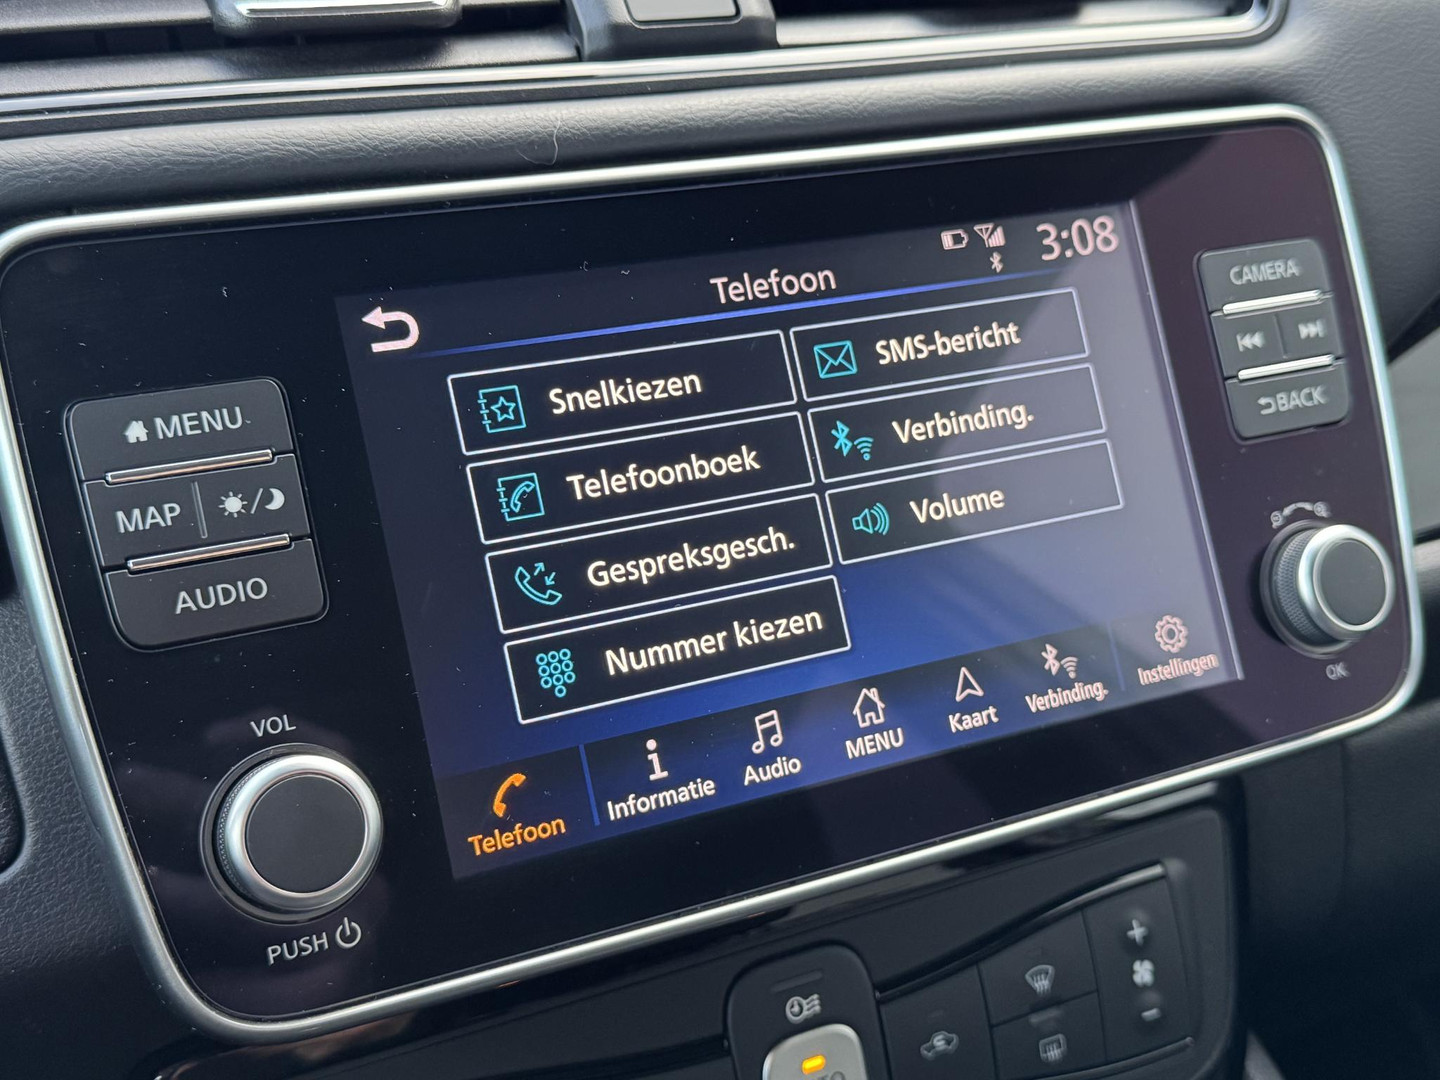 3:08
Telefoon
Snelkiezen
SMS-bericht
Telefoonboek
Verbinding.
Gespreksgesch.
Volume
Nummer kiezen
Telefoon
Informatie
Audio
MENU
Kaart
Verbinding.
Instellingen
MENU
MAP
AUDIO
VOL
PUSH
CAMERA
BACK
OK